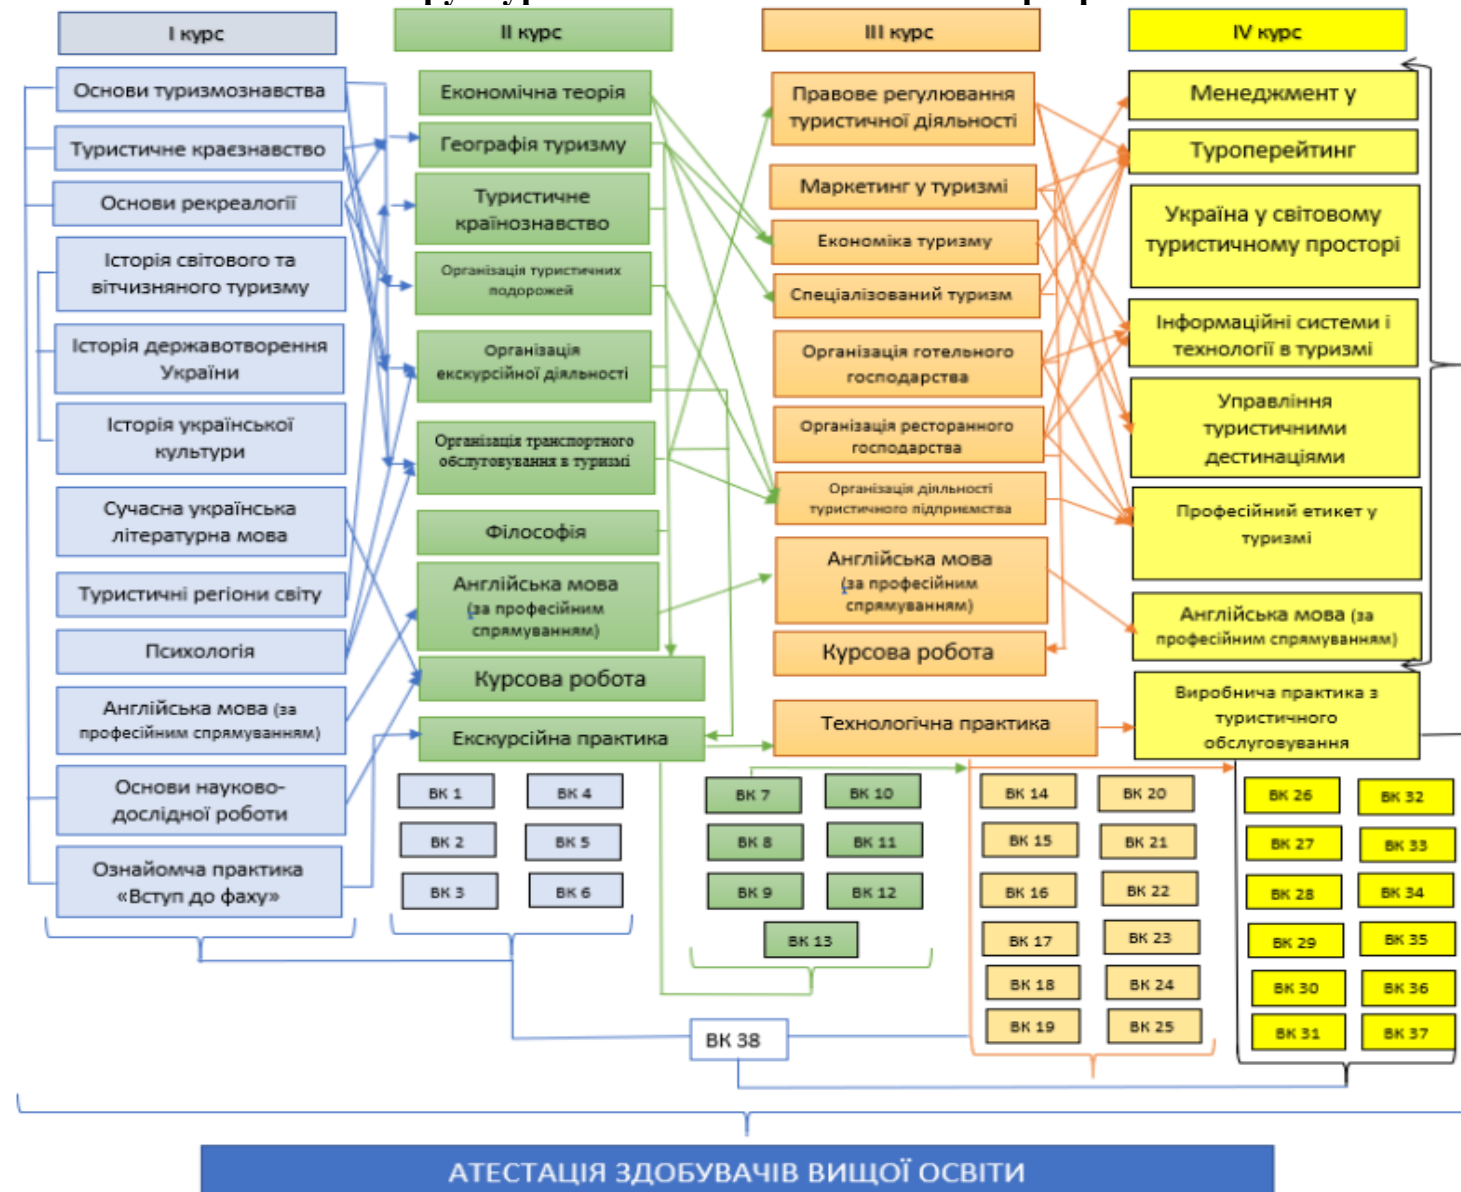 І курс
Основи туризмознавства
Туристичне краєзнавство
Основи рекреалогії
Історія світового та
вітчизняного туризму
Історія державотворення
України
Історія української
культури
Сучасна українська
літературна мова
Туристичні регіони світу
Психологія
Англійська мова (за
професійним спрямуванням)
Основи науково-
дослідної роботи
Ознайомча практика
«Вступ до фаху»
ІІ курс
Економічна теорія
Географія туризму
Туристичне
країнознавство
Організація туристичних
подорожей
Організація
екскурсійної діяльності
Організація транспортного
обслуговування в туризмі
Філософія
Англійська мова
(за професійним
спрямуванням)
Курсова робота
Екскурсійна практика
ІІІ курс
Правове регулювання
туристичної діяльності
Маркетинг у туризмі
Економіка туризму
Спеціалізований туризм
Організація готельного
господарства
Організація ресторанного
господарства
Організація діяльності
туристичного підприємства
Англійська мова
(за професійним
спрямуванням)
Курсова робота
Технологічна практика
IV курс
Менеджмент у
Туроперейтинг
Україна у світовому
туристичному просторі
Інформаційні системи і
технології в туризмі
Управління
туристичними
дестинаціями
Професійний етикет у
туризмі
Англійська мова (за
професійним спрямуванням)
Виробнича практика з
туристичного
обслуговування
ВК 1
ВК 4
ВК 2
ВК 5
ВК 3
ВК 6
ВК 7
ВК 10
ВК 8
ВК 11
ВК 9
ВК 12
ВК 13
ВК 14
ВК 20
ВК 15
ВК 21
ВК 16
ВК 22
ВК 17
ВК 23
ВК 18
ВК 24
ВК 19
ВК 25
ВК 26
ВК 32
ВК 27
ВК 33
ВК 28
ВК 34
ВК 29
ВК 35
ВК 30
ВК 36
ВК 31
ВК 37
ВК 38
АТЕСТАЦІЯ ЗДОБУВАЧІВ ВИЩОЇ ОСВІТИ